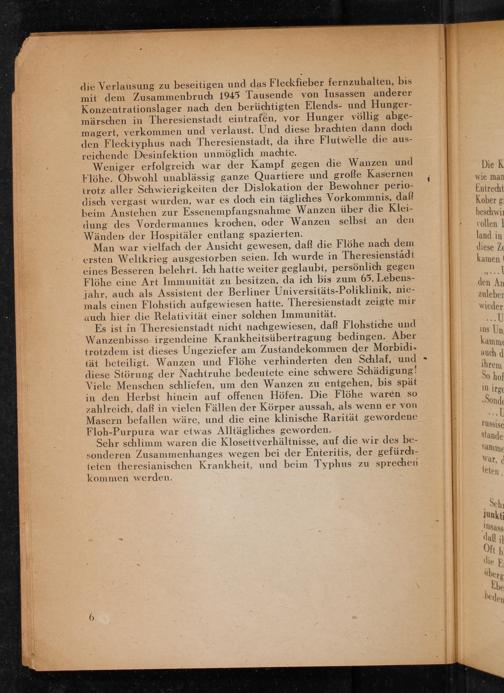 die Verlausung zu beseitigen und das Fleckfieber fernzuhalten, bis
mit dem Zusammenbruch 1945 Tausende von Insassen anderer
Konzentrationslager nach den berüchtigten Elends- und Hunger-
märschen in Theresienstadt eintrafen, vor Hunger völlig abge-
magert, verkommen und verlaust. Und diese brachten dann doch
den Flecktyphus nach Theresienstadt, da ihre Flutwelle die aus-
reichende Desinfektion unmöglich machte.
Weniger erfolgreich war der Kampf gegen die Wanzen und
Flöhe. Obwohl unablässig ganze Quartiere und große Kasernen
trotz aller Schwierigkeiten der Dislokation der Bewohner perio-
disch vergast wurden, war es doch ein tägliches Vorkommnis, daß
beim Anstehen zur Essenempfangsnahme Wanzen über die Klei-
dung des Vordermannes krochen, oder Wanzen selbst an den
Wänden der Hospitäler entlang spazierten.
Man war vielfach der Ansicht gewesen, daß die Flöhe nach dem
ersten Weltkrieg ausgestorben seien. Ich wurde in Theresienstadt
eines Besseren belehrt. Ich hatte weiter geglaubt, persönlich gegen
Flöhe eine Art Immunität zu besitzen, da ich bis zum 65. Lebens-
jahr, auch als Assistent der Berliner Universitäts-Poliklinik, nie-
mals einen Flohstich aufgewiesen hatte. Theresienstadt zeigte mir
auch hier die Relativität einer solchen Immunität.
Es ist in Theresienstadt nicht nachgewiesen, daß Flohstiche und
Wanzenbisse irgendeine Krankheitsübertragung bedingen. Aber
trotzdem ist dieses Ungeziefer am Zustandekommen der Morbidi-
tät beteiligt. Wanzen und Flöhe verhinderten den Schlaf, und
diese Störung der Nachtruhe bedeutete eine schwere Schädigung!
Viele Menschen schliefen, um den Wanzen zu entgehen, bis spät
in den Herbst hinein auf offenen Höfen. Die Flöhe waren so
zahlreich, daß in vielen Fällen der Körper aussah, als wenn er von
Masern befallen wäre, und die eine klinische Rarität gewordene
Floh-Purpura war etwas Alltägliches geworden.
Sehr schlimm waren die Klosettverhältnisse, auf die wir des be-
sonderen Zusammenhanges wegen bei der Enteritis, der gefürch-
teten theresianischen Krankheit, und beim Typhus zu sprechen
kommen werden.
6